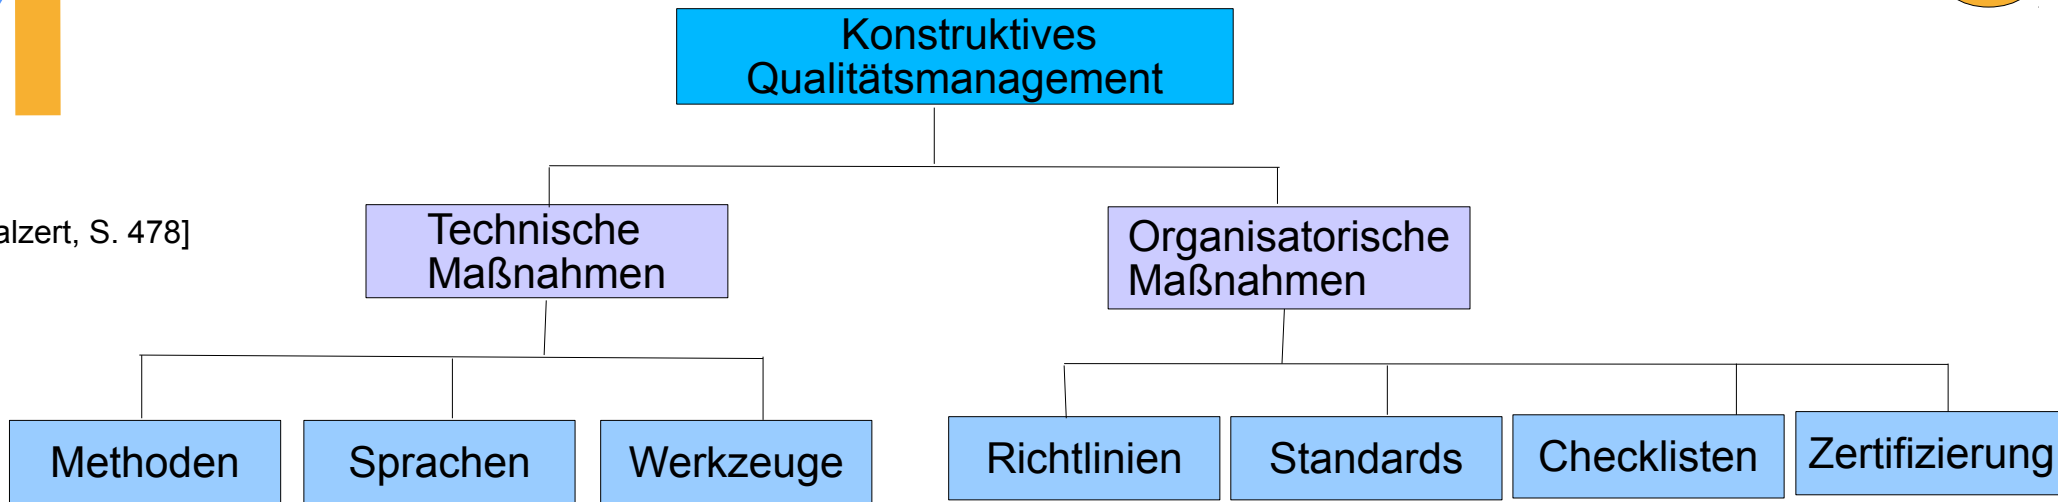 Konstruktives
Qualitätsmanagement
alzert, S. 478]
Technische
Maßnahmen
Organisatorische
Maßnahmen
Methoden
Sprachen
Werkzeuge
Richtlinien
Standards
Checklisten
Zertifizierung